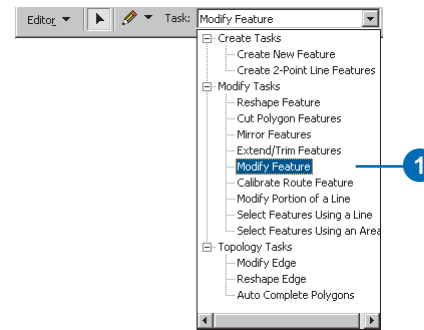 Editor Task: Modify Feature
Create Tasks
Create New Feature
Create 2-Point Line Features
Modify Tasks
Reshape Feature
Cut Polygon Features
Mirror Features
Extend/Trim Features
Modify Feature
1
Calibrate Route Feature
Modify Portion of a Line
Select Features Using a Line
Select Features Using an Area
Topology Tasks
Modify Edge
Reshape Edge
Auto Complete Polygons